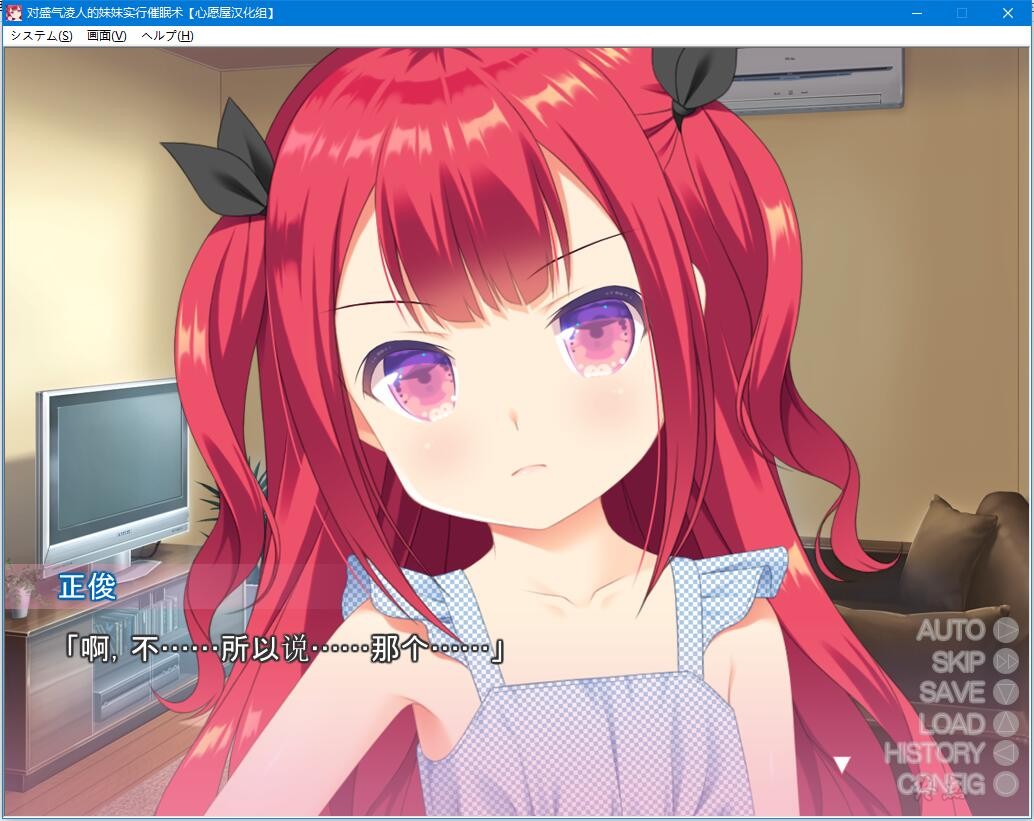 对盛气凌人的妹妹实行催眠术【心愿屋汉化组】
システム(S) 画面(V) ヘルプ(H)
正俊
「啊, 不……所以说……那个……」
AUTO
SKIP
SAVE
LOAD
HISTORY
CONFIG